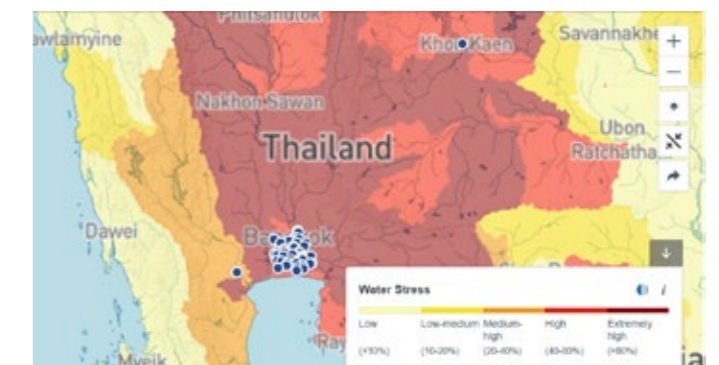 Phitsanulok
awlamyine
Khon Kaen
Savannakhe
Nakhon Sawan
Thailand
Ubon
Ratchatha
Dawei
Bangkok
Water Stress
Low
Low-medium
Medium-high
High
Extremely high
(<10%)
(10-20%)
(20-40%)
(40-80%)
(>80%)
Ray
Myeik